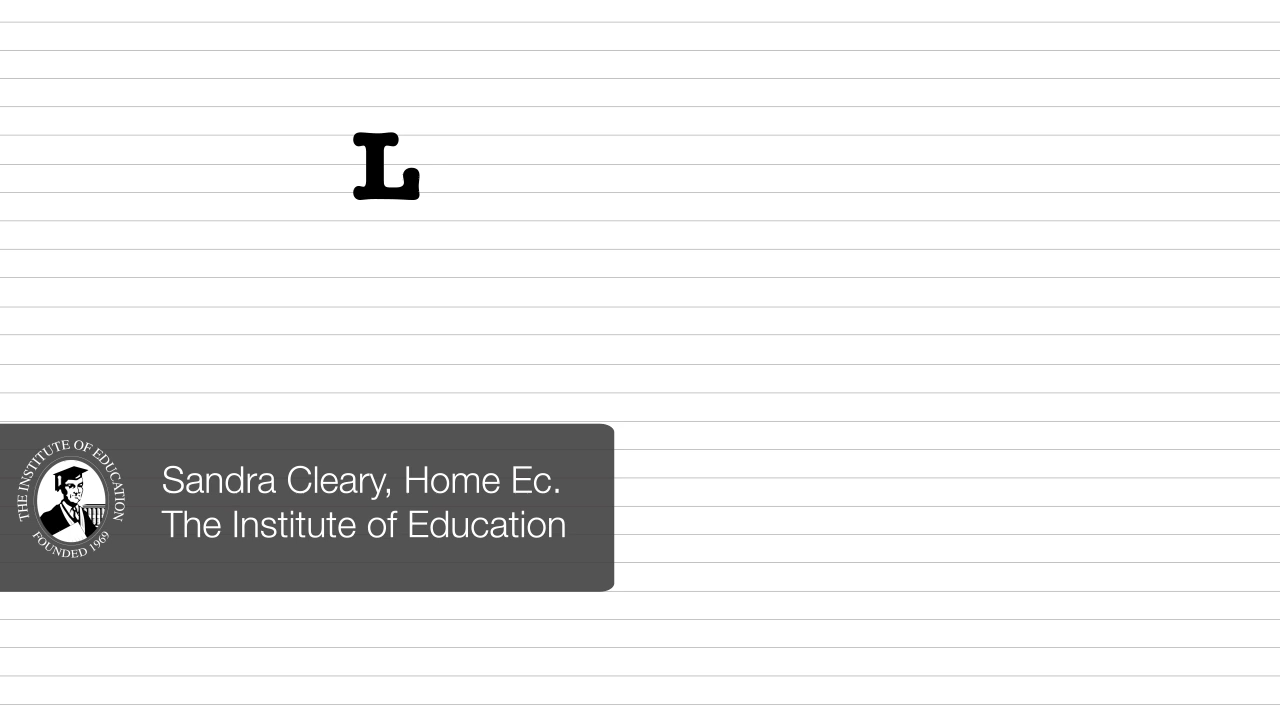 L
THE INSTITUTE OF EDUCATION
FOUNDED 1969
Sandra Cleary, Home Ec.
The Institute of Education